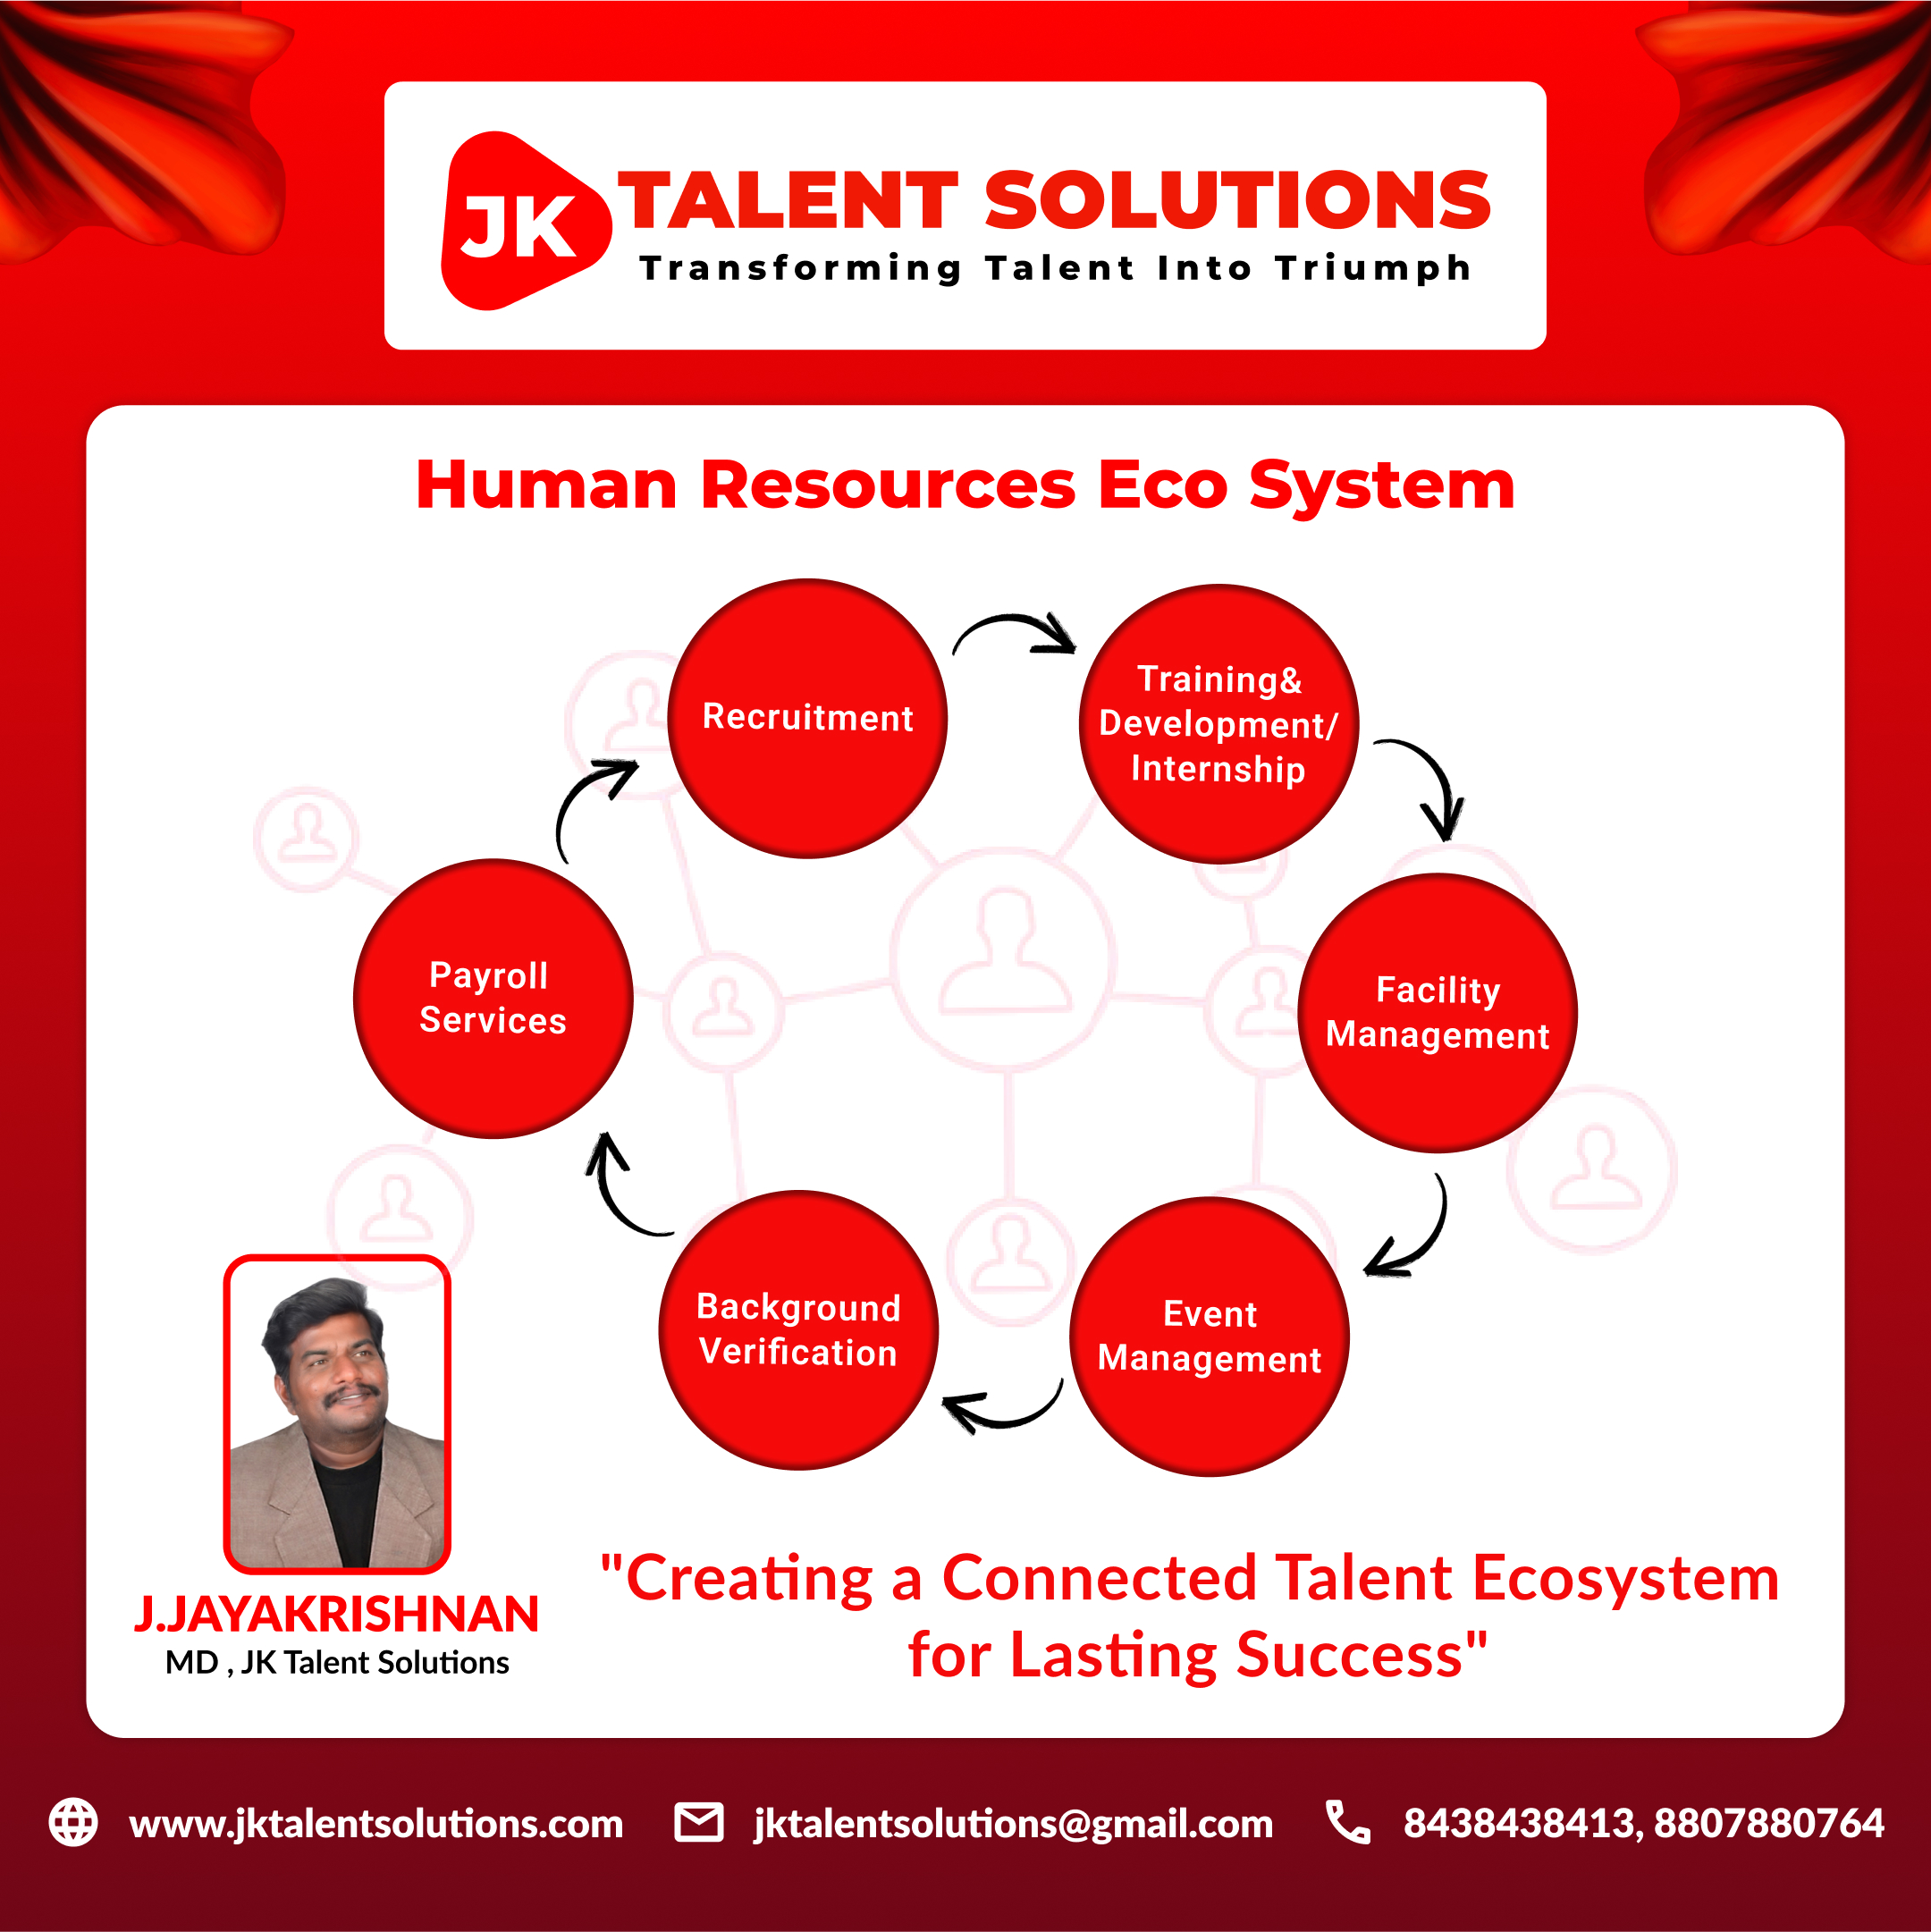 JK
TALENT SOLUTIONS
Transforming Talent Into Triumph
Human Resources Eco System
Recruitment
Training&
Development/
Internship
Facility
Management
Event
Management
Background
Verification
Payroll
Services
J.JAYAKRISHNAN
MD , JK Talent Solutions
"Creating a Connected Talent Ecosystem
for Lasting Success"
www.jktalentsolutions.com
jktalentsolutions@gmail.com
8438438413, 8807880764